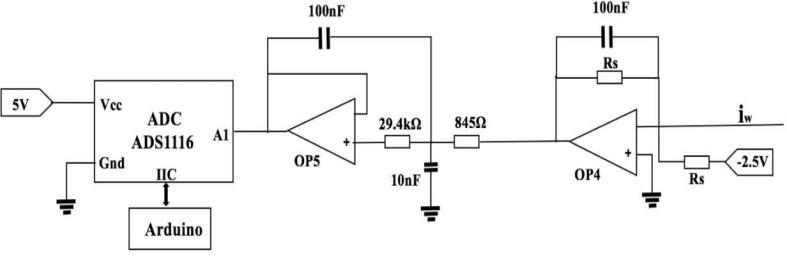 100nF
100nF
5V
Vcc
ADC
ADS1116
A1
Gnd
IIC
Arduino
+
OP5
29.4kΩ
845Ω
10nF
Rs
iw
+
OP4
Rs
-2.5V